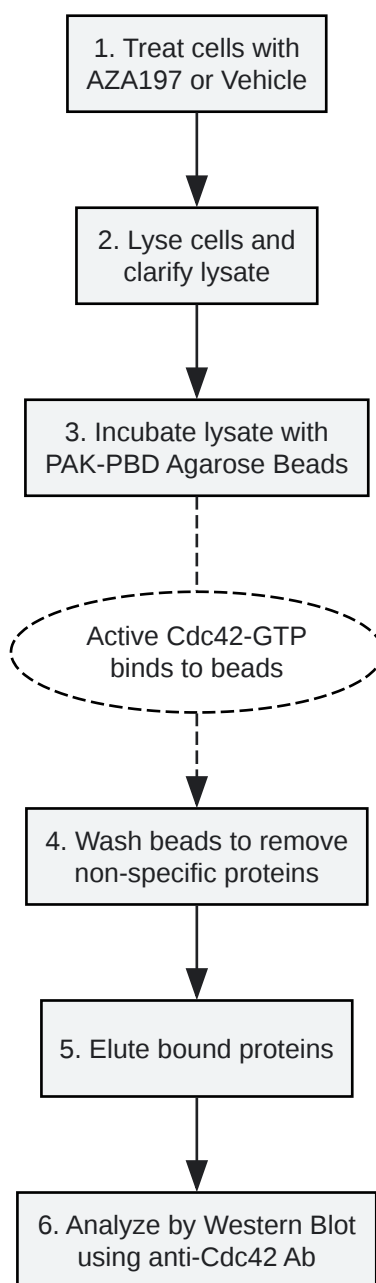 1. Treat cells with
AZA197 or Vehicle
2. Lyse cells and
clarify lysate
3. Incubate lysate with
PAK-PBD Agarose Beads
Active Cdc42-GTP
binds to beads
4. Wash beads to remove
non-specific proteins
5. Elute bound proteins
6. Analyze by Western Blot
using anti-Cdc42 Ab